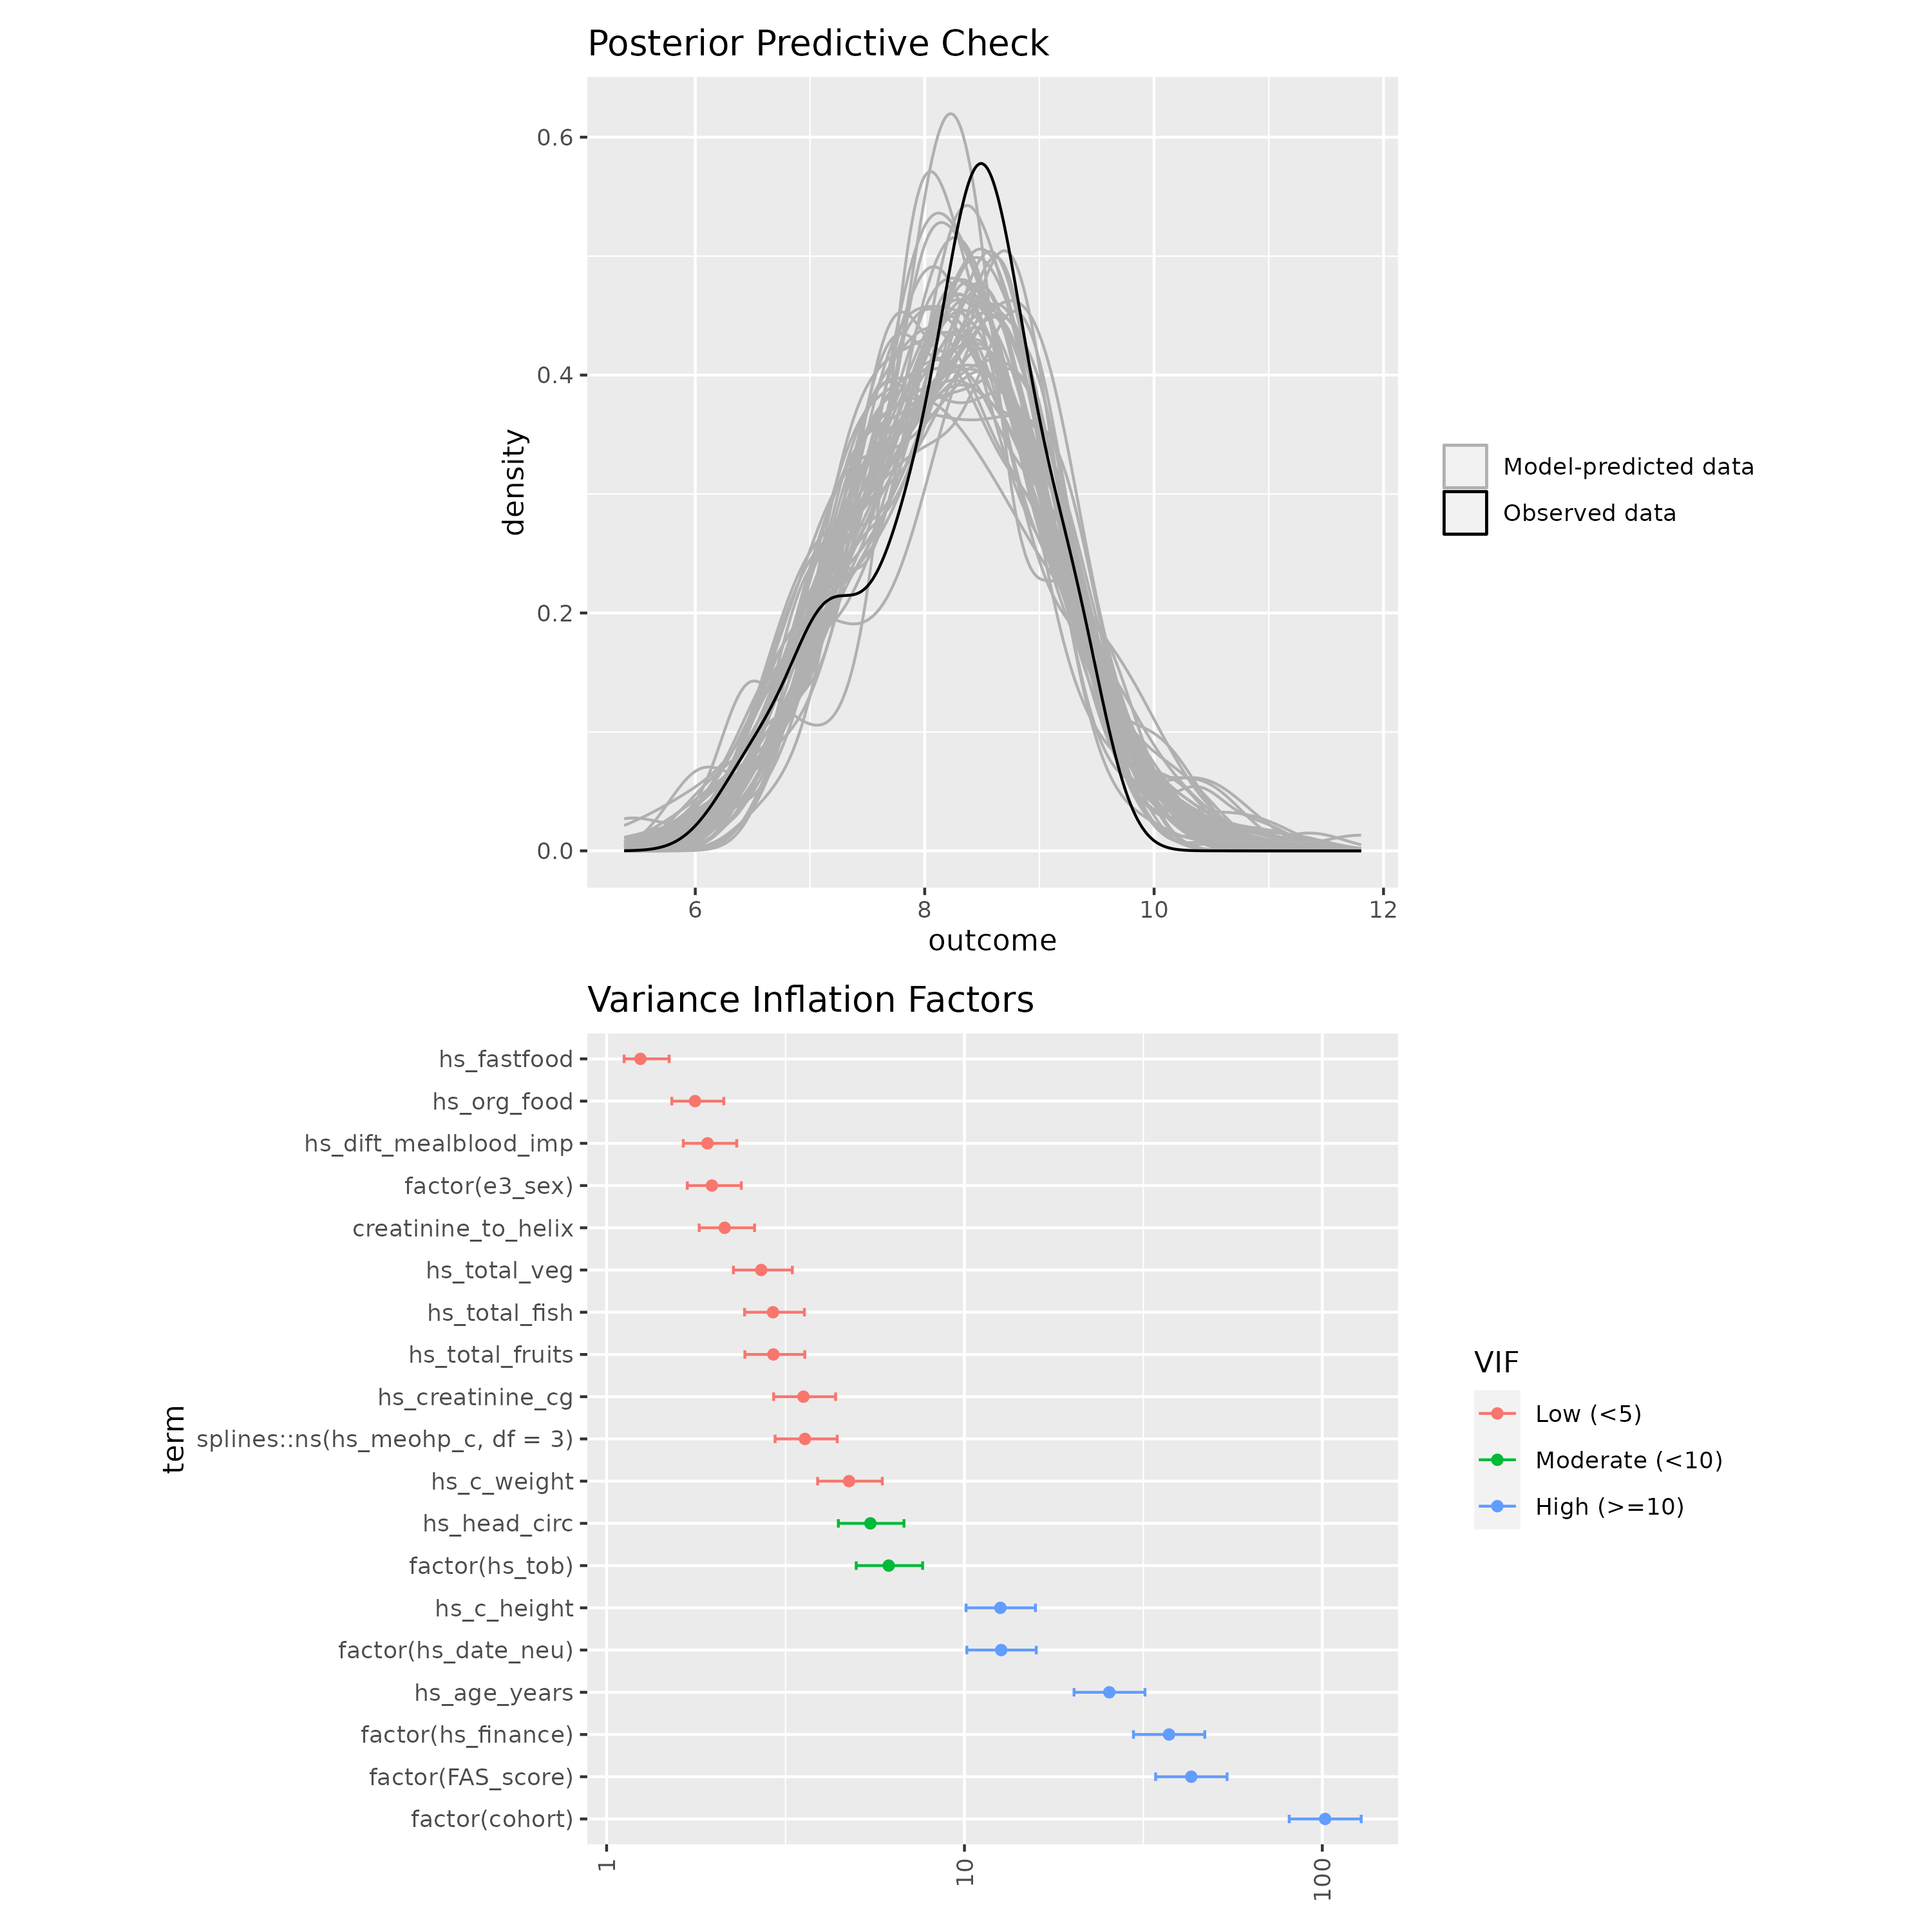 Posterior Predictive Check
0.6
0.4
0.2
0.0
density
6
8
10
12
outcome
Model-predicted data
Observed data
Variance Inflation Factors
term
hs_fastfood
hs_org_food
hs_dift_mealblood_imp
factor(e3_sex)
creatinine_to_helix
hs_total_veg
hs_total_fish
hs_total_fruits
hs_creatinine_cg
splines::ns(hs_meohp_c, df = 3)
hs_c_weight
hs_head_circ
factor(hs_tob)
hs_c_height
factor(hs_date_neu)
hs_age_years
factor(hs_finance)
factor(FAS_score)
factor(cohort)
1
10
100
VIF
Low (<5)
Moderate (<10)
High (>=10)